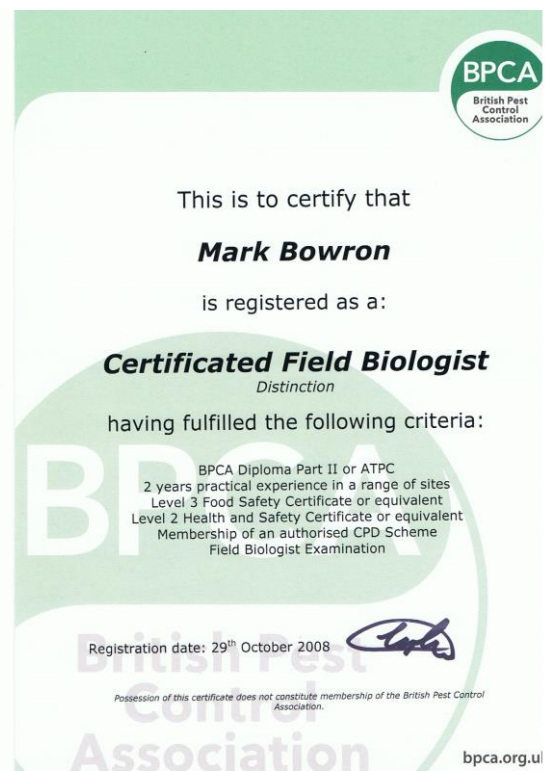 BPCA
British Pest
Control
Association
This is to certify that
Mark Bowron
is registered as a:
Certificated Field Biologist
Distinction
having fulfilled the following criteria:
BPCA Diploma Part II or ATPC
2 years practical experience in a range of sites
Level 3 Food Safety Certificate or equivalent
Level 2 Health and Safety Certificate or equivalent
Membership of an authorised CPD Scheme
Field Biologist Examination
BPCA
Registration date: 29th October 2008
British Pest
Control
Association
Possession of this certificate does not constitute membership of the British Pest Control
Association.
bpca.org.u